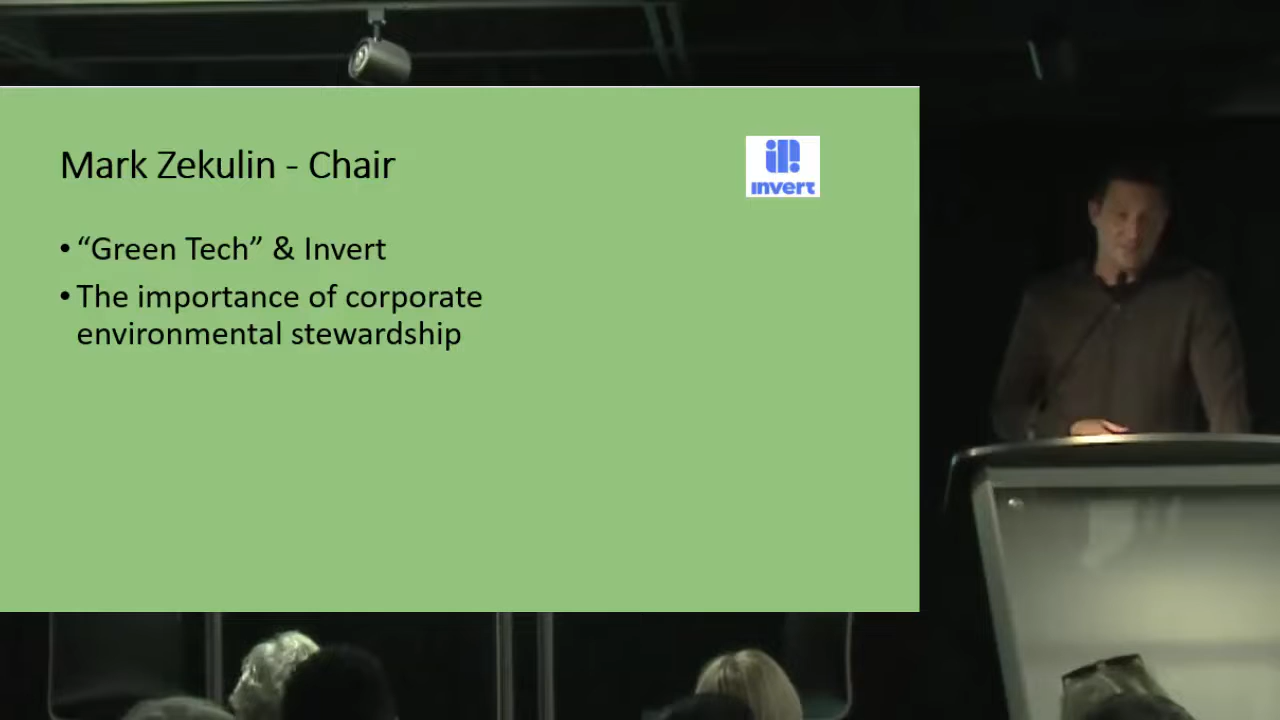 Mark Zekulin - Chair
invert
• “Green Tech” & Invert
• The importance of corporate
environmental stewardship